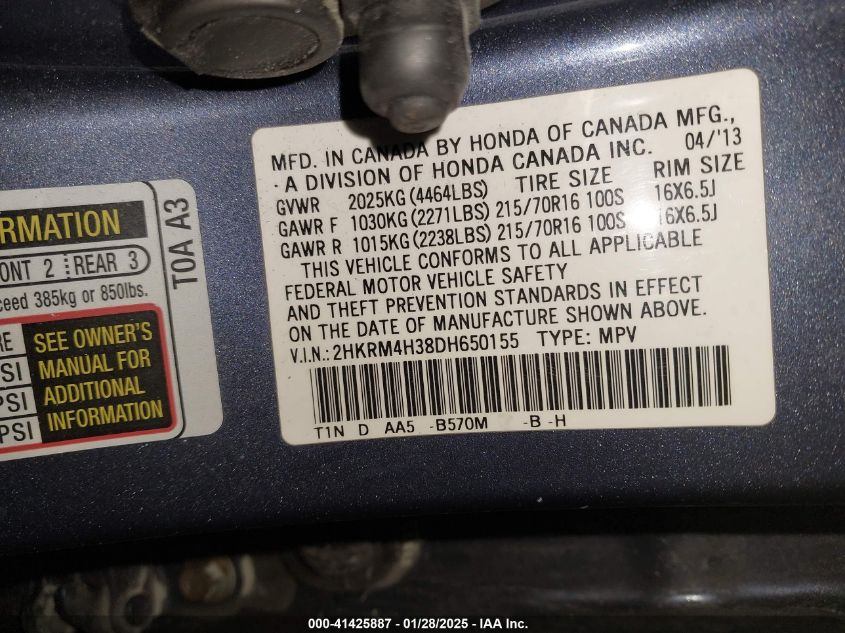 MFD. IN CANADA BY HONDA OF CANADA MFG.,
A DIVISION OF HONDA CANADA INC. 04/'13
GVWR 2025KG (4464LBS) TIRE SIZE RIM SIZE
GAWR F 1030KG (2271LBS) 215/70R16 100S 16X6.5J
GAWR R 1015KG (2238LBS) 215/70R16 100S 16X6.5J
THIS VEHICLE CONFORMS TO ALL APPLICABLE
FEDERAL MOTOR VEHICLE SAFETY
AND THEFT PREVENTION STANDARDS IN EFFECT
ON THE DATE OF MANUFACTURE SHOWN ABOVE.
V.I.N.: 2HKRM4H38DH650155 TYPE: MPV
T1N D AA5 -B570M -B -H
RMATION
ONT 2 REAR 3
ceed 385kg or 850lbs.
RE
SEE OWNER'S
PSI MANUAL FOR
PSI ADDITIONAL
PSI INFORMATION
T0A A3
000-41425887 - 01/28/2025 - IAA Inc.